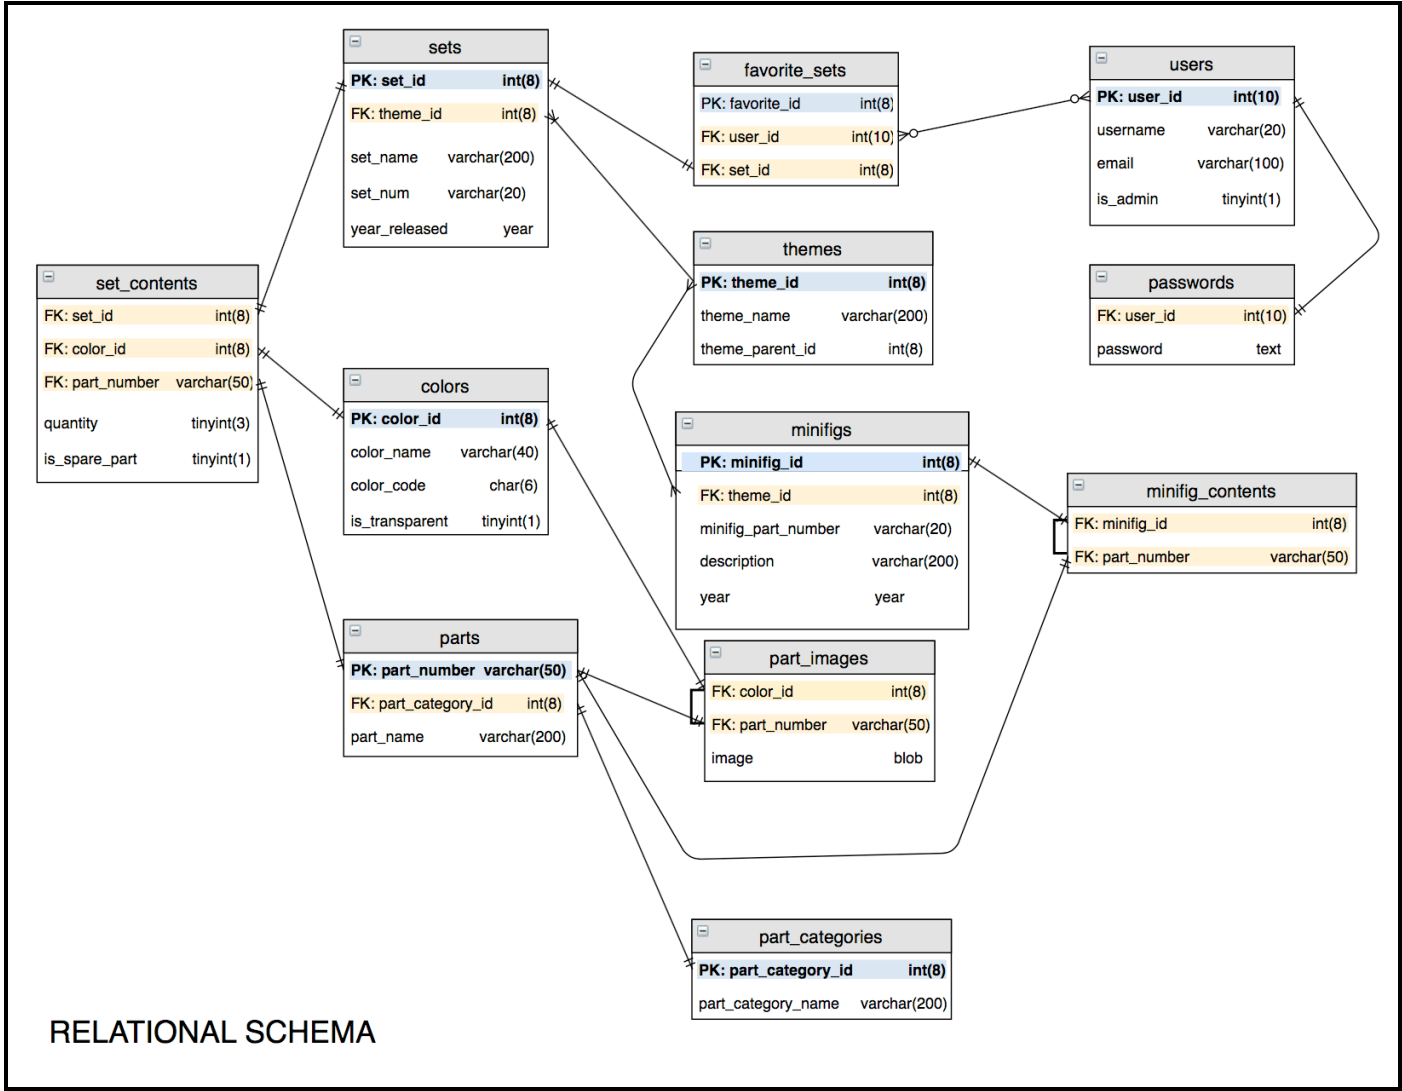 sets
PK: set_id int(8)
FK: theme_id int(8)
set_name varchar(200)
set_num varchar(20)
year_released year
favorite_sets
PK: favorite_id int(8)
FK: user_id int(10)
FK: set_id int(8)
users
PK: user_id int(10)
username varchar(20)
email varchar(100)
is_admin tinyint(1)
themes
PK: theme_id int(8)
theme_name varchar(200)
theme_parent_id int(8)
passwords
FK: user_id int(10)
password text
set_contents
FK: set_id int(8)
FK: color_id int(8)
FK: part_number varchar(50)
quantity tinyint(3)
is_spare_part tinyint(1)
colors
PK: color_id int(8)
color_name varchar(40)
color_code char(6)
is_transparent tinyint(1)
minifigs
PK: minifig_id int(8)
FK: theme_id int(8)
minifig_part_number varchar(20)
description varchar(200)
year year
minifig_contents
FK: minifig_id int(8)
FK: part_number varchar(50)
parts
PK: part_number varchar(50)
FK: part_category_id int(8)
part_name varchar(200)
part_images
FK: color_id int(8)
FK: part_number varchar(50)
image blob
part_categories
PK: part_category_id int(8)
part_category_name varchar(200)
RELATIONAL SCHEMA